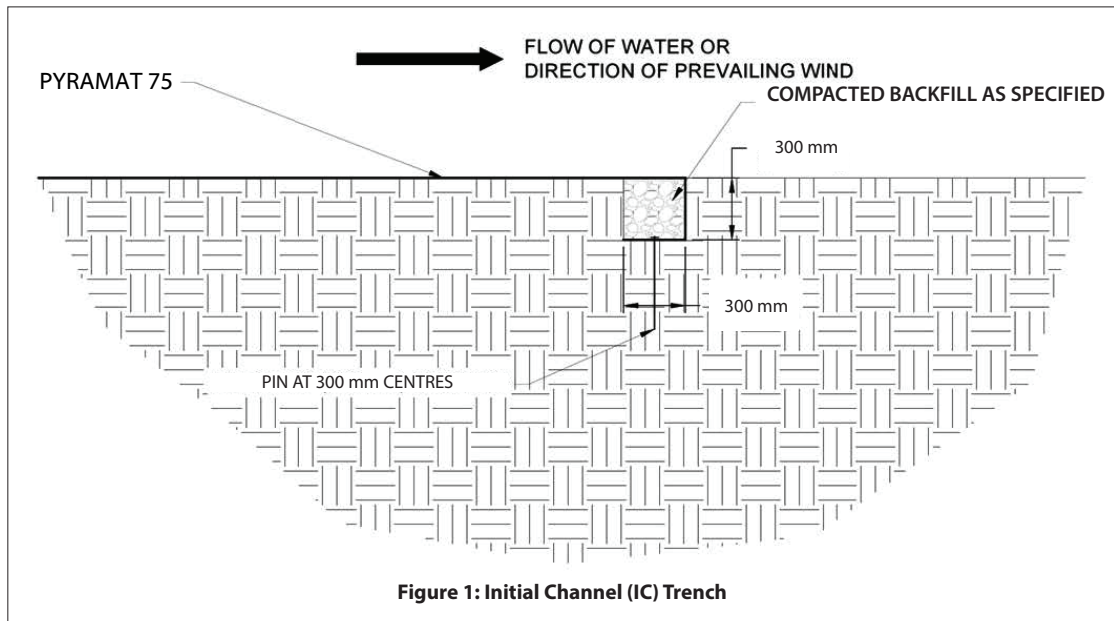 FLOW OF WATER OR
DIRECTION OF PREVAILING WIND
PYRAMAT 75
COMPACTED BACKFILL AS SPECIFIED
300 mm
300 mm
PIN AT 300 mm CENTRES
Figure 1: Initial Channel (IC) Trench